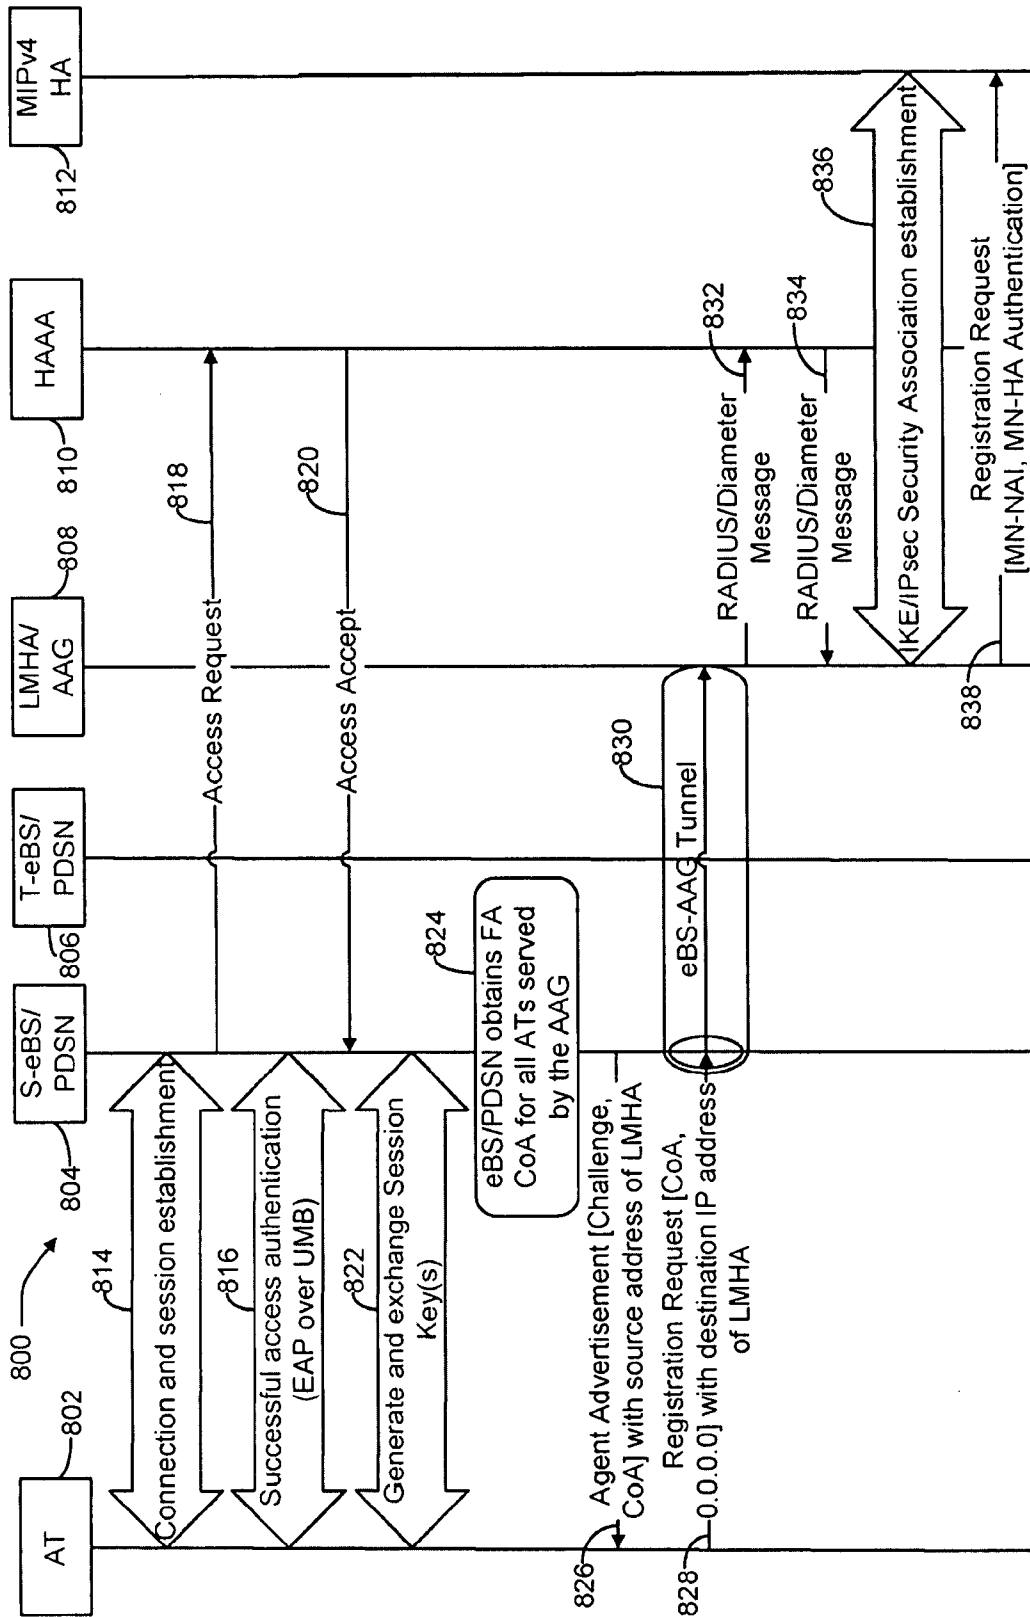 800
AT
802
S-eBS/
PDSN
804
T-eBS/
PDSN
806
LMHA/
AAG
808
HAAA
810
MIPv4
HA
812
814
Connection and session establishment
Access Request
818
816
Successful access authentication
(EAP over UMB)
Access Accept
820
822
Generate and exchange Session
Key(s)
eBS/PDSN obtains FA
CoA for all ATs served
by the AAG
824
826
Agent Advertisement [Challenge,
CoA] with source address of LMHA
828
Registration Request [CoA,
0.0.0.0] with destination IP address
of LMHA
eBS-AAG Tunnel
830
RADIUS/Diameter
Message
832
RADIUS/Diameter
Message
834
IKE/IPsec Security Association establishment
836
838
Registration Request
[MN-NAI, MN-HA Authentication]